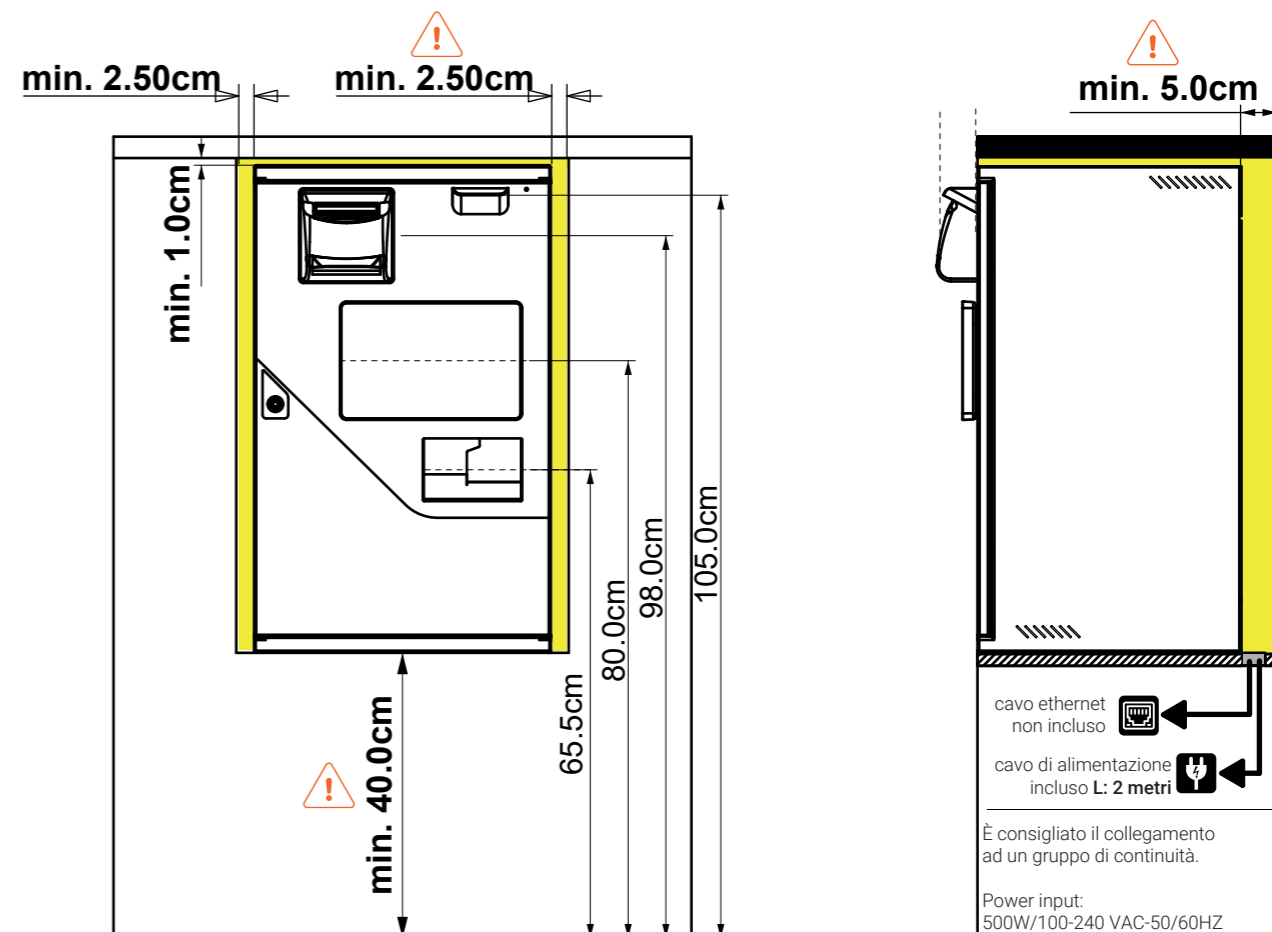 min. 2.50cm
min. 2.50cm
min. 5.0cm
min. 1.0cm
105.0cm
98.0cm
80.0cm
65.5cm
min. 40.0cm
cavo ethernet
non incluso
cavo di alimentazione
incluso L: 2 metri
È consigliato il collegamento
ad un gruppo di continuità.
Power input:
500W/100-240 VAC-50/60HZ